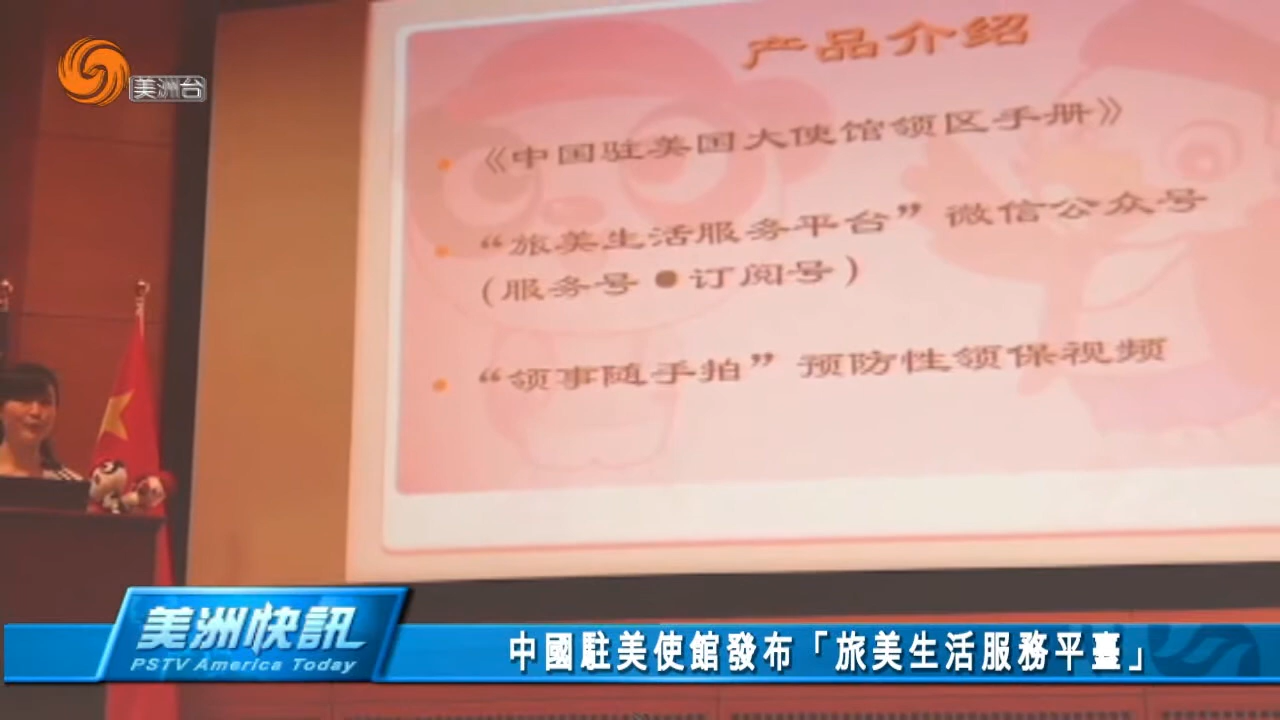 美洲台
产品介绍
《中国驻美国大使馆领区手册》
“旅美生活服务平台”微信公众号
(服务号●订阅号)
“领事随手拍”预防性领保视频
美洲快訊
PSTV America Today
中國駐美使館發布「旅美生活服務平臺」